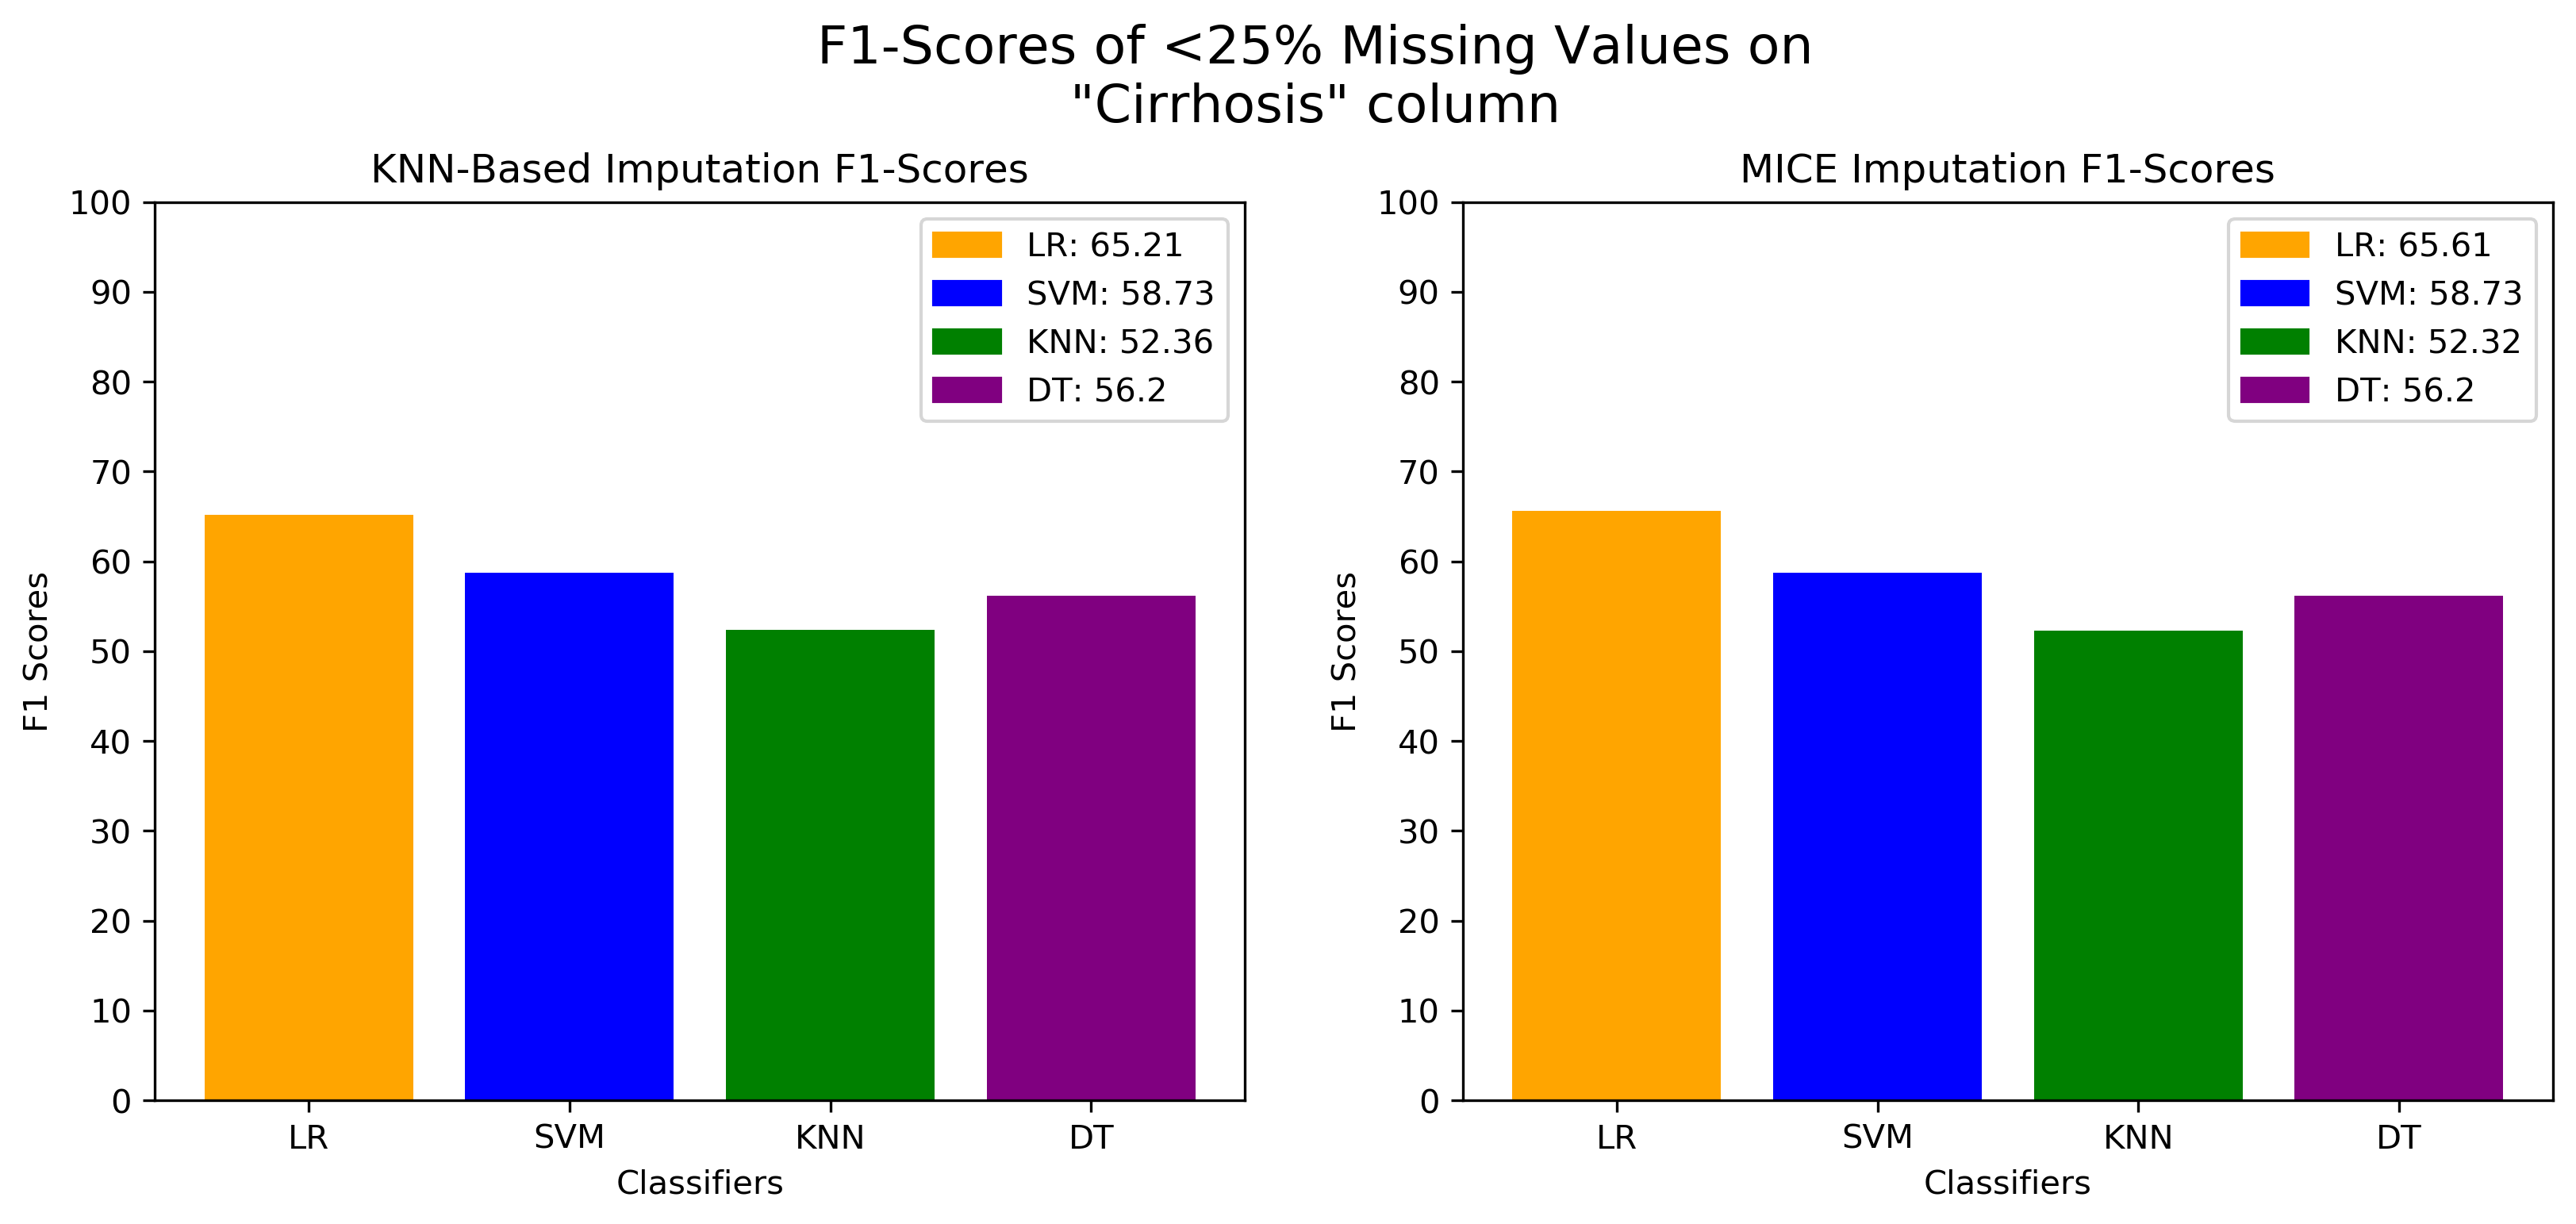 F1-Scores of <25% Missing Values on
"Cirrhosis" column
KNN-Based Imputation F1-Scores
100
90
80
70
60
50
40
30
20
10
0
F1 Scores
LR: 65.21
SVM: 58.73
KNN: 52.36
DT: 56.2
LR
SVM
KNN
DT
Classifiers
MICE Imputation F1-Scores
100
90
80
70
60
50
40
30
20
10
0
F1 Scores
LR: 65.61
SVM: 58.73
KNN: 52.32
DT: 56.2
LR
SVM
KNN
DT
Classifiers